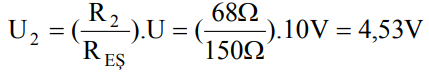 U₂ = (R₂/R_EŞ).U = (68Ω/150Ω).10V = 4,53V